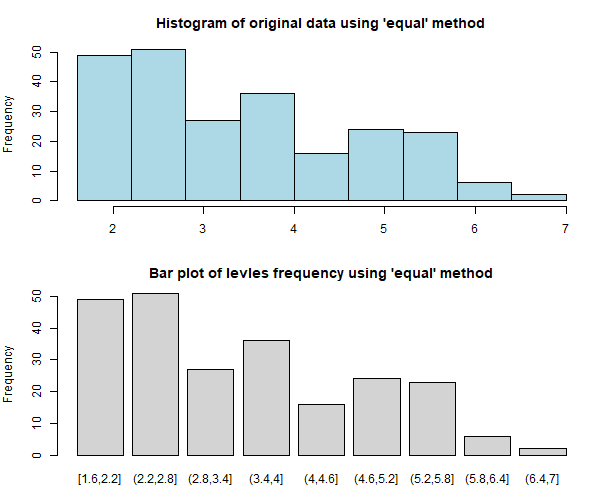 Histogram of original data using 'equal' method
Frequency
50
40
30
20
10
0
2 3 4 5 6 7
Bar plot of levles frequency using 'equal' method
Frequency
50
40
30
20
10
0
[1.6,2.2] (2.2,2.8] (2.8,3.4] (3.4,4] (4,4.6] (4.6,5.2] (5.2,5.8] (5.8,6.4] (6.4,7]